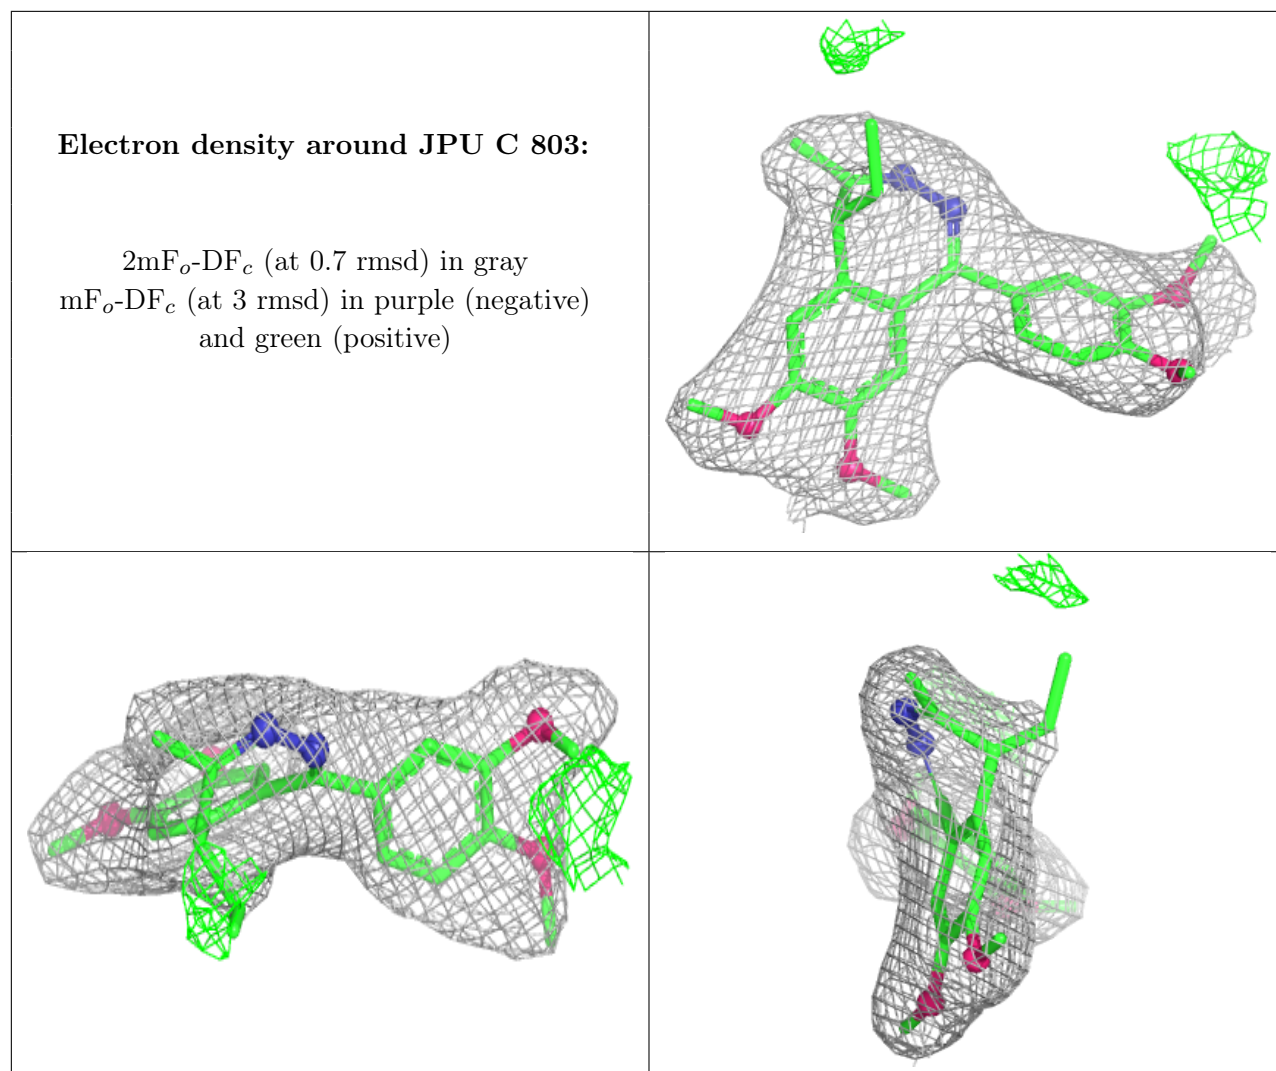 Electron density around JPU C 803:
2mFo-DFc (at 0.7 rmsd) in gray
mFo-DFc (at 3 rmsd) in purple (negative)
and green (positive)